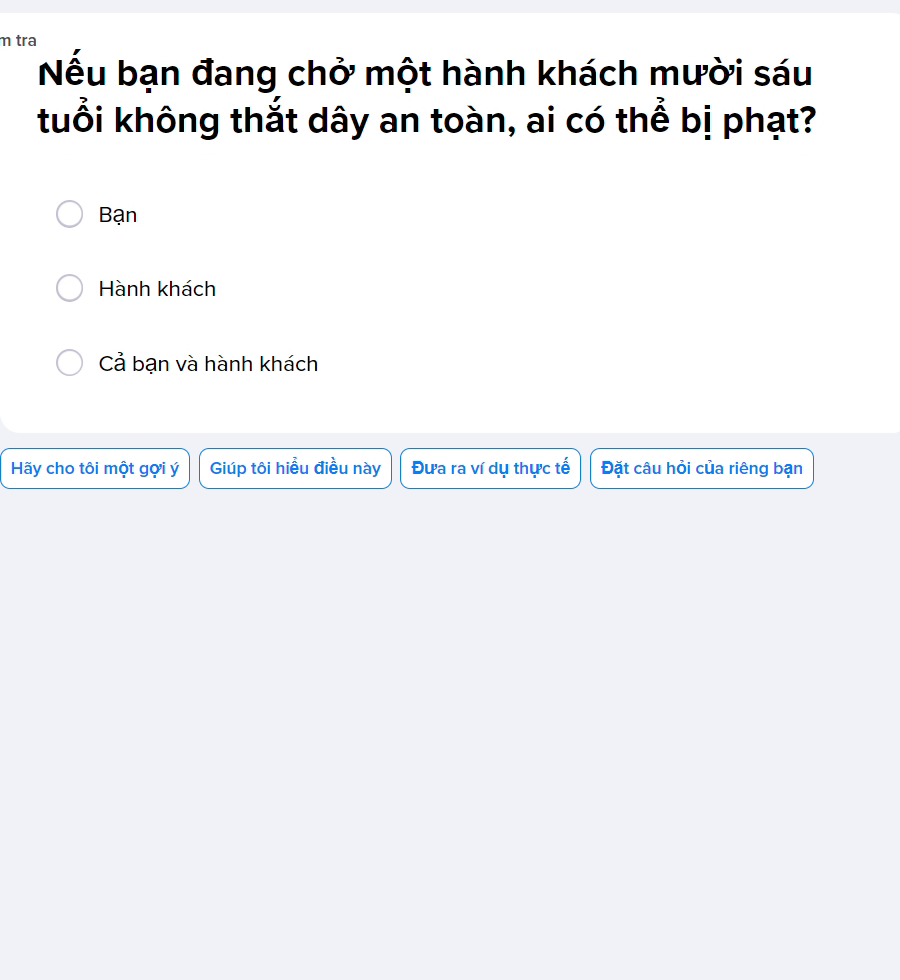 m tra
Nếu bạn đang chở một hành khách mười sáu
tuổi không thắt dây an toàn, ai có thể bị phạt?
Bạn
Hành khách
Cả bạn và hành khách
Hãy cho tôi một gợi ý
Giúp tôi hiểu điều này
Đưa ra ví dụ thực tế
Đặt câu hỏi của riêng bạn